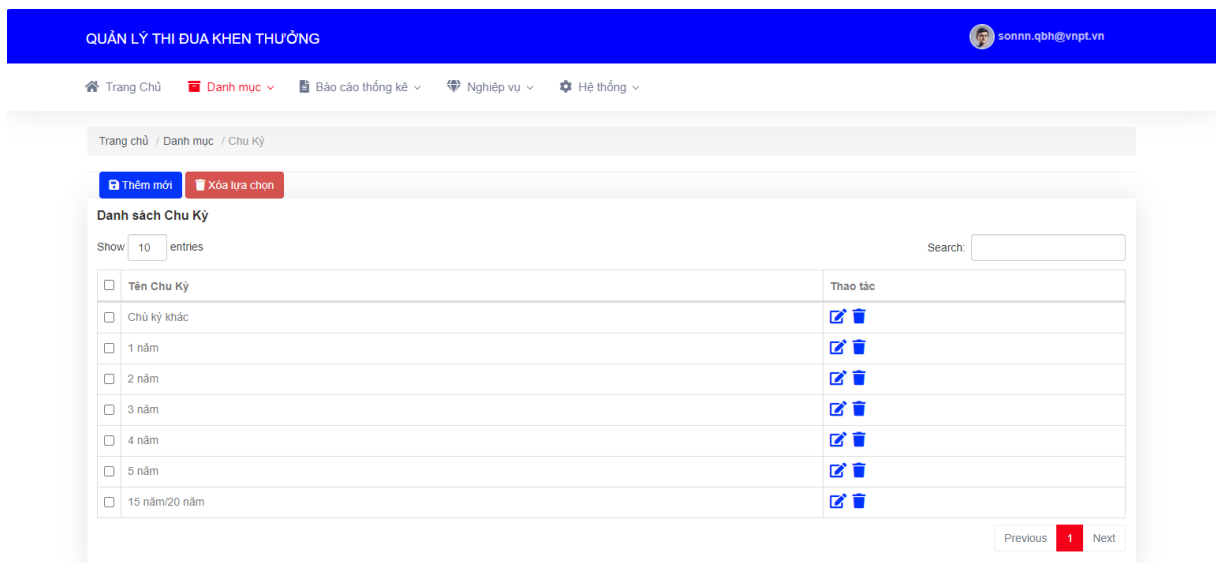 QUẢN LÝ THI ĐUA KHEN THƯỞNG sonnn.qbh@vnpt.vn
Trang Chủ Danh mục Báo cáo thống kê Nghiệp vụ Hệ thống
Trang chủ / Danh mục / Chu Kỳ
Thêm mới Xóa lựa chọn
Danh sách Chu Kỳ
Show 10 entries Search:
Tên Chu Kỳ Thao tác
Chù kỳ khác
1 năm
2 năm
3 năm
4 năm
5 năm
15 năm/20 năm
Previous 1 Next